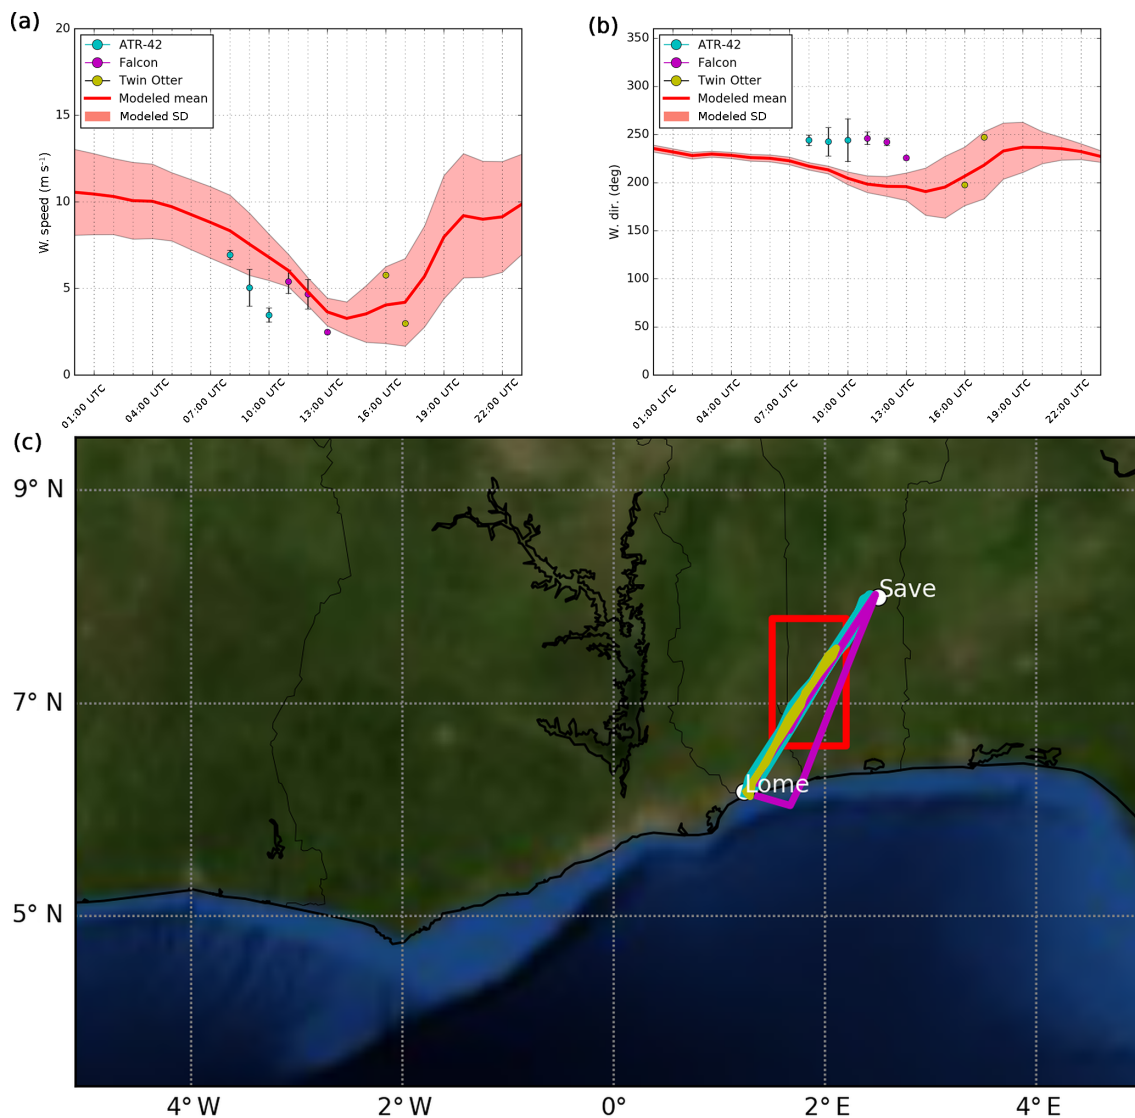 (a)
20
15
10
5
0
W. speed (m s⁻¹)
ATR-42
Falcon
Twin Otter
Modeled mean
Modeled SD
01:00 UTC
04:00 UTC
07:00 UTC
10:00 UTC
13:00 UTC
16:00 UTC
19:00 UTC
22:00 UTC
(b)
350
300
250
200
150
100
50
0
W. dir. (deg)
ATR-42
Falcon
Twin Otter
Modeled mean
Modeled SD
01:00 UTC
04:00 UTC
07:00 UTC
10:00 UTC
13:00 UTC
16:00 UTC
19:00 UTC
22:00 UTC
(c)
9° N
7° N
5° N
Save
Lome
4° W
2° W
0°
2° E
4° E